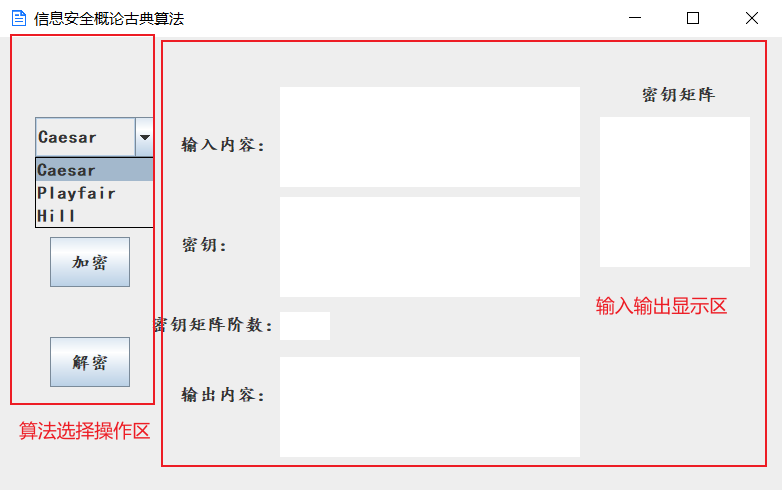 信息安全概论古典算法
Caesar
Caesar
Playfair
Hill
加密
解密
算法选择操作区
输入内容:
密钥:
密钥矩阵阶数:
输出内容:
密钥矩阵
输入输出显示区